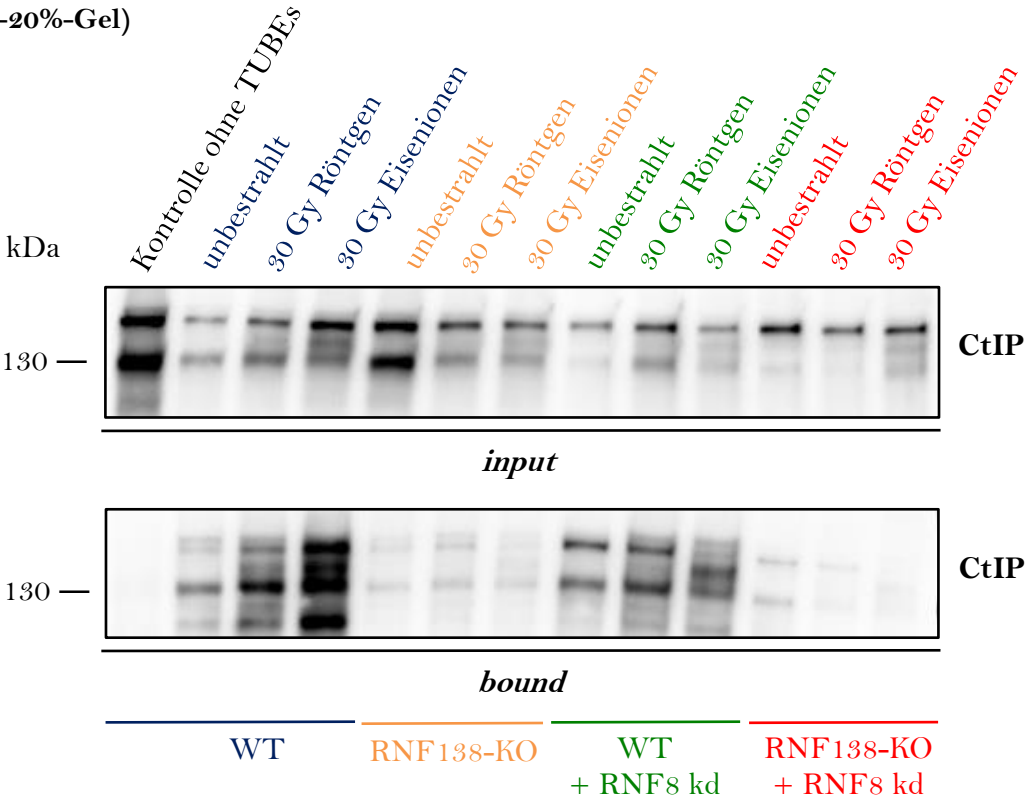 -20%-Gel)
Kontrolle ohne TUBEs
unbestrahlt
30 Gy Röntgen
30 Gy Eisenionen
unbestrahlt
30 Gy Röntgen
30 Gy Eisenionen
unbestrahlt
30 Gy Röntgen
30 Gy Eisenionen
unbestrahlt
30 Gy Röntgen
30 Gy Eisenionen
kDa
130
CtIP
input
130
CtIP
bound
WT
RNF138-KO
WT
+ RNF8 kd
RNF138-KO
+ RNF8 kd